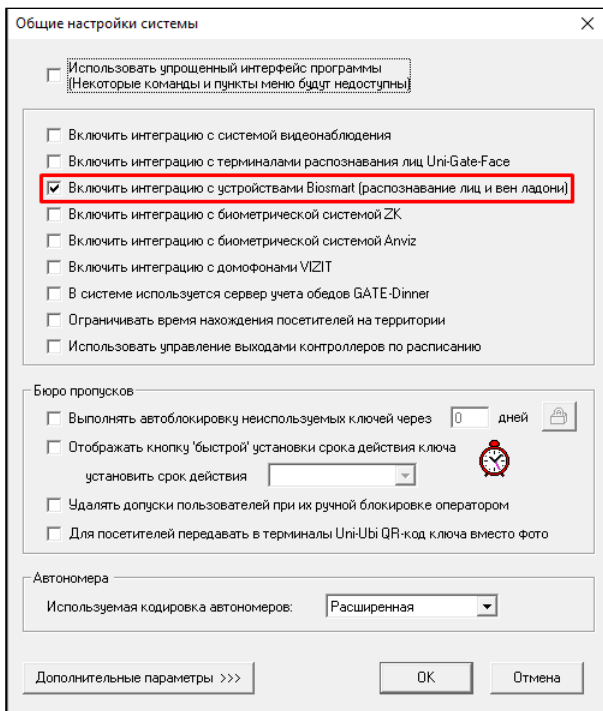 Общие настройки системы
Использовать упрощенный интерфейс программы
(Некоторые команды и пункты меню будут недоступны)
Включить интеграцию с системой видеонаблюдения
Включить интеграцию с терминалами распознавания лиц Uni-Gate-Face
Включить интеграцию с устройствами Biosmart (распознавание лиц и вен ладони)
Включить интеграцию с биометрической системой ZK
Включить интеграцию с биометрической системой Anviz
Включить интеграцию с домофонами VIZIT
В системе используется сервер учета обедов GATE-Dinner
Ограничивать время нахождения посетителей на территории
Использовать управление выходами контроллеров по расписанию
Бюро пропусков
Выполнять автоблокировку неиспользуемых ключей через 0 дней
Отображать кнопку 'быстрой' установки срока действия ключа
установить срок действия
Удалять допуски пользователей при их ручной блокировке оператором
Для посетителей передавать в терминалы Uni-Ubi QR-код ключа вместо фото
Автономера
Используемая кодировка автономеров: Расширенная
Дополнительные параметры >>> OK Отмена